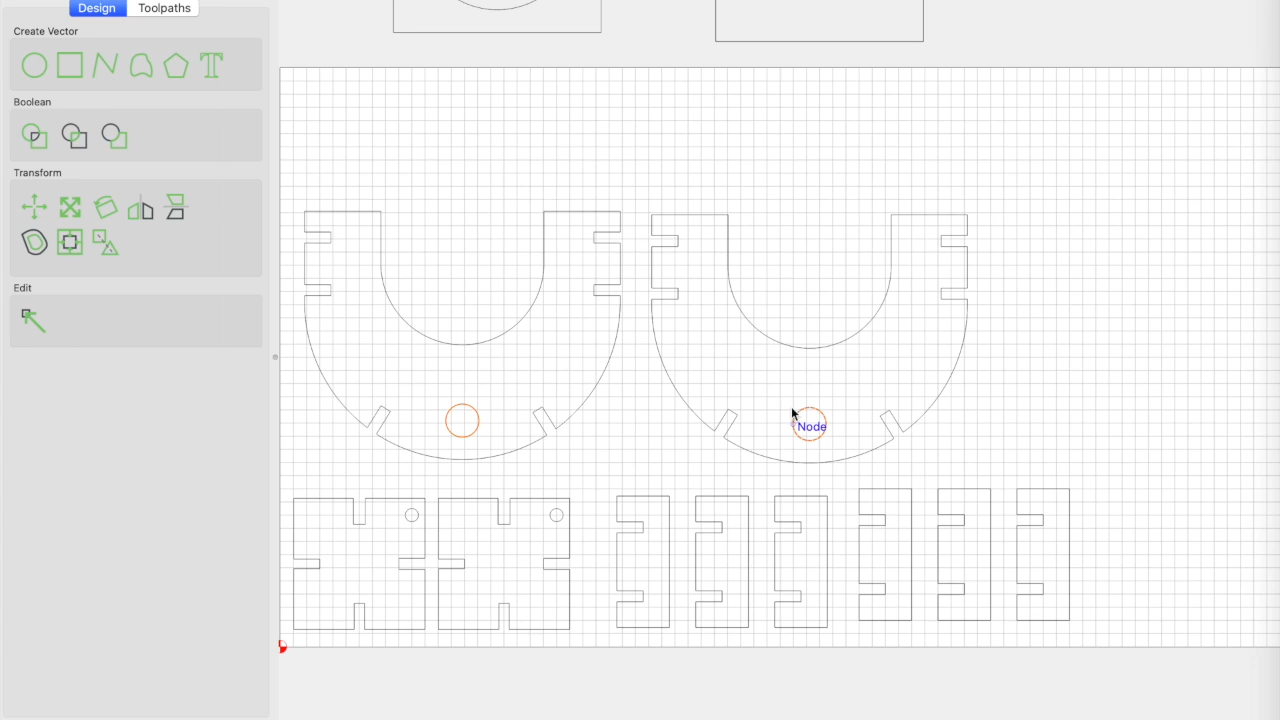 Design
Toolpaths
Create Vector
T
Boolean
Transform
Edit
Node